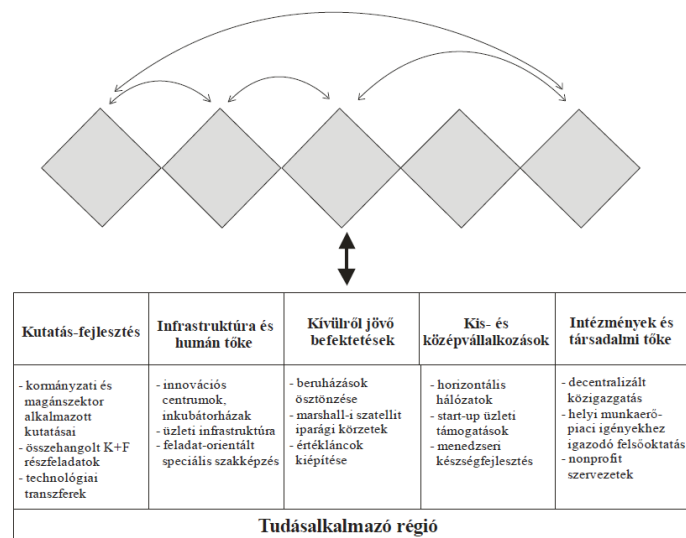 Kutatás-fejlesztés
Infrastruktúra és
humán tőke
Kívülről jövő
befektetések
Kis- és
középvállalkozások
Intézmények és
társadalmi tőke
- kormányzati és
magánszektor
alkalmazott
kutatásai
- összehangolt K+F
részfeladatok
- technológiai
transzferek
- innovációs
centrumok,
inkubátorházak
- üzleti infrastruktúra
- feladat-orientált
speciális szakképzés
- beruházások
ösztönzése
- marshall-i szatellit
iparági körzetek
- értékláncok
kiépítése
- horizontális
hálózatok
- start-up üzleti
támogatások
- menedzseri
készségfejlesztés
- decentralizált
közigazgatás
- helyi munkaerő-
piaci igényekhez
igazodó felsőoktatás
- nonprofit
szervezetek
Tudásalkalmazó régió